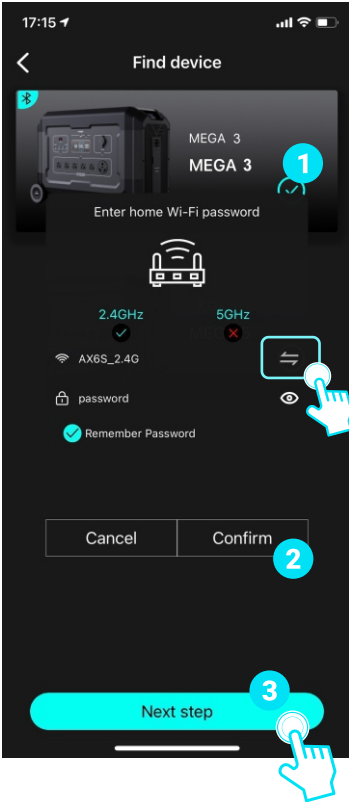 17:15
Find device
MEGA 3
MEGA 3
1
Enter home Wi-Fi password
2.4GHz 5GHz
AX6S_2.4G
password
Remember Password
Cancel Confirm
2
3
Next step